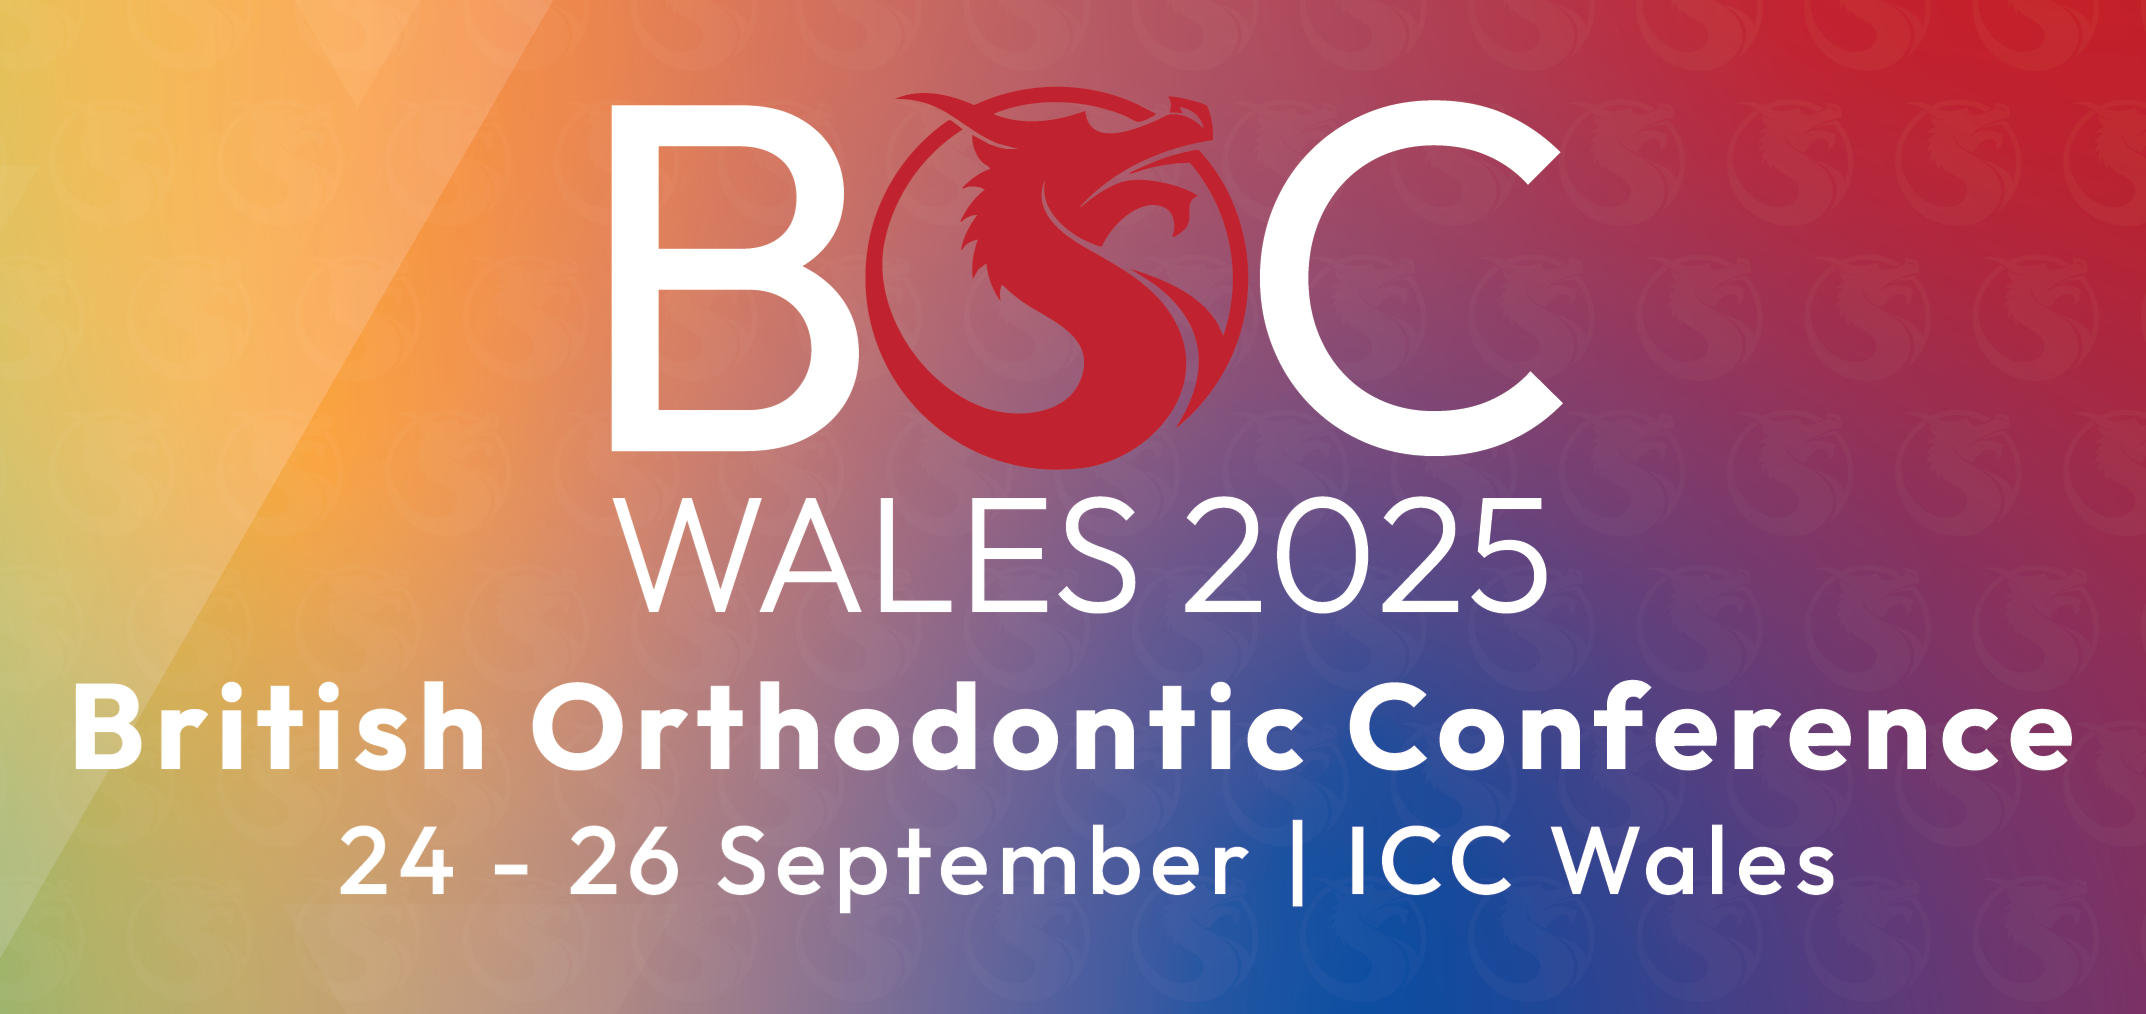 BOC
WALES 2025
British Orthodontic Conference
24 - 26 September | ICC Wales